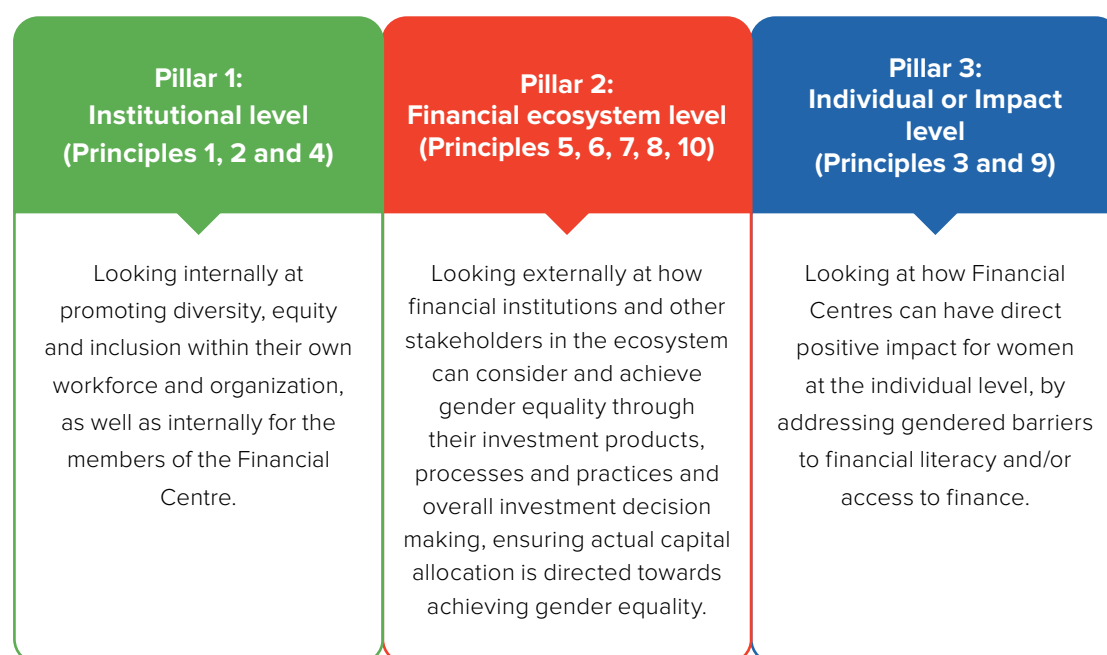 Pillar 1:
Institutional level
(Principles 1, 2 and 4)
Looking internally at
promoting diversity, equity
and inclusion within their own
workforce and organization,
as well as internally for the
members of the Financial
Centre.
Pillar 2:
Financial ecosystem level
(Principles 5, 6, 7, 8, 10)
Looking externally at how
financial institutions and other
stakeholders in the ecosystem
can consider and achieve
gender equality through
their investment products,
processes and practices and
overall investment decision
making, ensuring actual capital
allocation is directed towards
achieving gender equality.
Pillar 3:
Individual or Impact
level
(Principles 3 and 9)
Looking at how Financial
Centres can have direct
positive impact for women
at the individual level, by
addressing gendered barriers
to financial literacy and/or
access to finance.